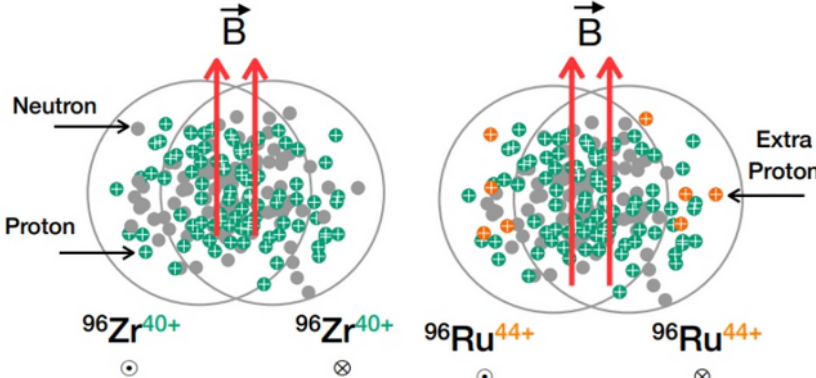 B
B
Neutron
Proton
Extra
Proton
96Zr40+
96Zr40+
96Ru44+
96Ru44+